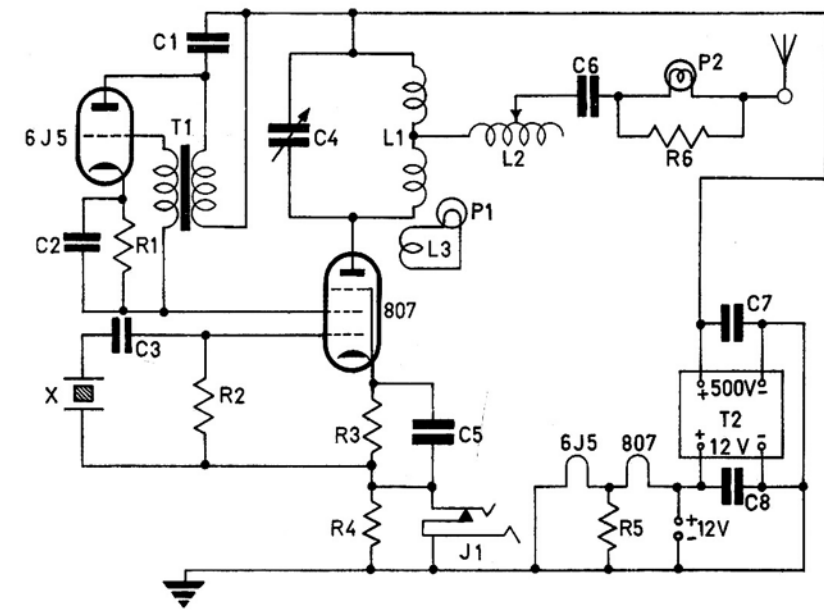 C1
6J5
T1
C4
L1
C6
P2
R6
L2
C2
R1
P1
L3
807
C3
X
R2
R3
C5
C7
+ 500V -
T2
+ 12V -
6J5
807
C8
R4
J1
R5
+
12V
-